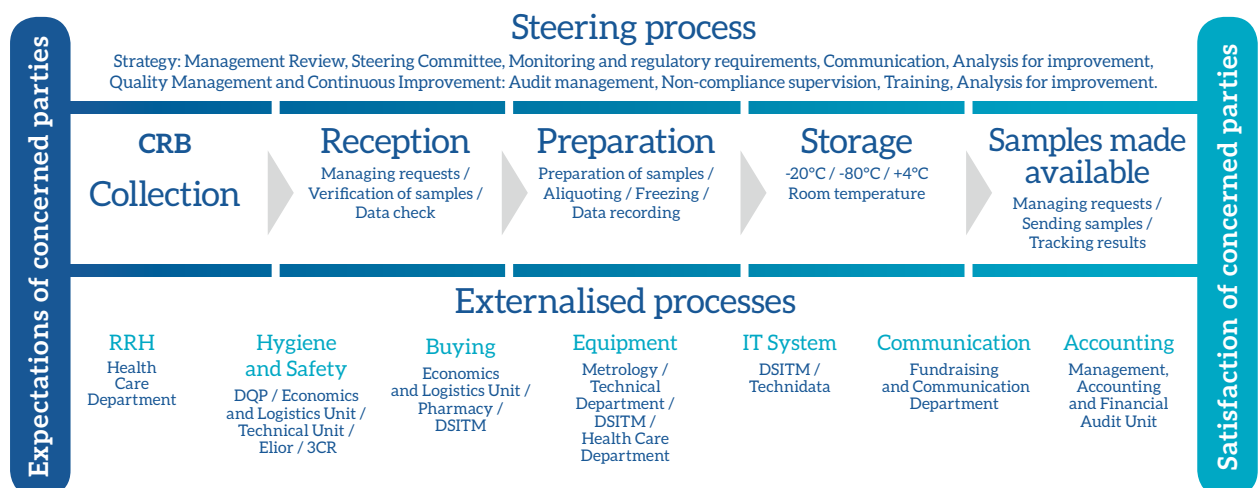 Expectations of concerned parties
Steering process
Strategy: Management Review, Steering Committee, Monitoring and regulatory requirements, Communication, Analysis for improvement,
Quality Management and Continuous Improvement: Audit management, Non-compliance supervision, Training, Analysis for improvement.
CRB
Collection
Reception
Managing requests /
Verification of samples /
Data check
Preparation
Preparation of samples /
Aliquoting / Freezing /
Data recording
Storage
-20°C / -80°C / +4°C
Room temperature
Samples made
available
Managing requests /
Sending samples /
Tracking results
Externalised processes
RRH
Health
Care
Department
Hygiene
and Safety
DQP / Economics
and Logistics Unit /
Technical Unit /
Elior / 3CR
Buying
Economics
and Logistics Unit /
Pharmacy /
DSITM
Equipment
Metrology /
Technical
Department /
DSITM /
Health Care
Department
IT System
DSITM /
Technidata
Communication
Fundraising
and Communication
Department
Accounting
Management,
Accounting
and Financial
Audit Unit
Satisfaction of concerned parties